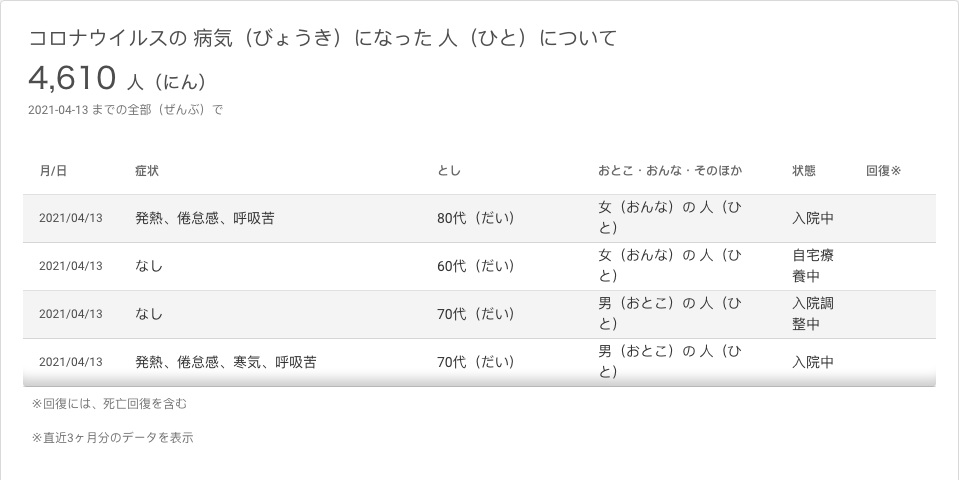 コロナウイルスの 病気（びょうき）になった 人（ひと）について
4,610 人（にん）
2021-04-13 までの全部（ぜんぶ）で
月/日 症状 とし おとこ・おんな・そのほか 状態 回復※
2021/04/13 発熱、倦怠感、呼吸苦 80代（だい） 女（おんな）の 人（ひ
と） 入院中
2021/04/13 なし 60代（だい） 女（おんな）の 人（ひ
と） 自宅療
養中
2021/04/13 なし 70代（だい） 男（おとこ）の 人（ひ
と） 入院調
整中
2021/04/13 発熱、倦怠感、寒気、呼吸苦 70代（だい） 男（おとこ）の 人（ひ
と） 入院中
※回復には、死亡回復を含む
※直近3ヶ月分のデータを表示